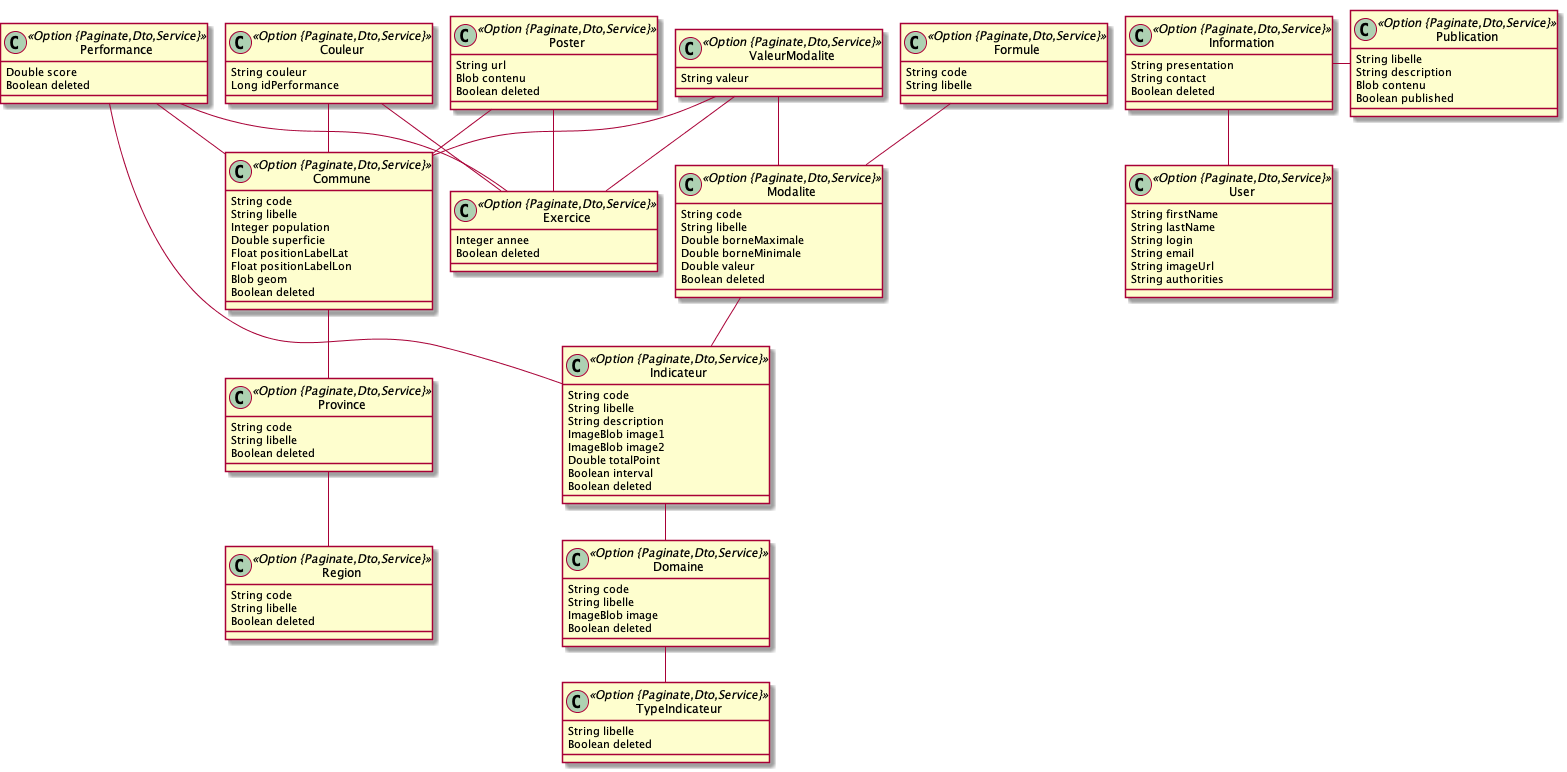 C
«Option {Paginate,Dto,Service}»
Performance
Double score
Boolean deleted
C
«Option {Paginate,Dto,Service}»
Couleur
String couleur
Long idPerformance
C
«Option {Paginate,Dto,Service}»
Poster
String url
Blob contenu
Boolean deleted
C
«Option {Paginate,Dto,Service}»
ValeurModalite
String valeur
C
«Option {Paginate,Dto,Service}»
Formule
String code
String libelle
C
«Option {Paginate,Dto,Service}»
Information
String presentation
String contact
Boolean deleted
C
«Option {Paginate,Dto,Service}»
Publication
String libelle
String description
Blob contenu
Boolean published
C
«Option {Paginate,Dto,Service}»
Commune
String code
String libelle
Integer population
Double superficie
Float positionLabelLat
Float positionLabelLon
Blob geom
Boolean deleted
C
«Option {Paginate,Dto,Service}»
Exercice
Integer annee
Boolean deleted
C
«Option {Paginate,Dto,Service}»
Modalite
String code
String libelle
Double borneMaximale
Double borneMinimale
Double valeur
Boolean deleted
C
«Option {Paginate,Dto,Service}»
User
String firstName
String lastName
String login
String email
String imageUrl
String authorities
C
«Option {Paginate,Dto,Service}»
Province
String code
String libelle
Boolean deleted
C
«Option {Paginate,Dto,Service}»
Indicateur
String code
String libelle
String description
ImageBlob image1
ImageBlob image2
Double totalPoint
Boolean interval
Boolean deleted
C
«Option {Paginate,Dto,Service}»
Region
String code
String libelle
Boolean deleted
C
«Option {Paginate,Dto,Service}»
Domaine
String code
String libelle
ImageBlob image
Boolean deleted
C
«Option {Paginate,Dto,Service}»
TypeIndicateur
String libelle
Boolean deleted